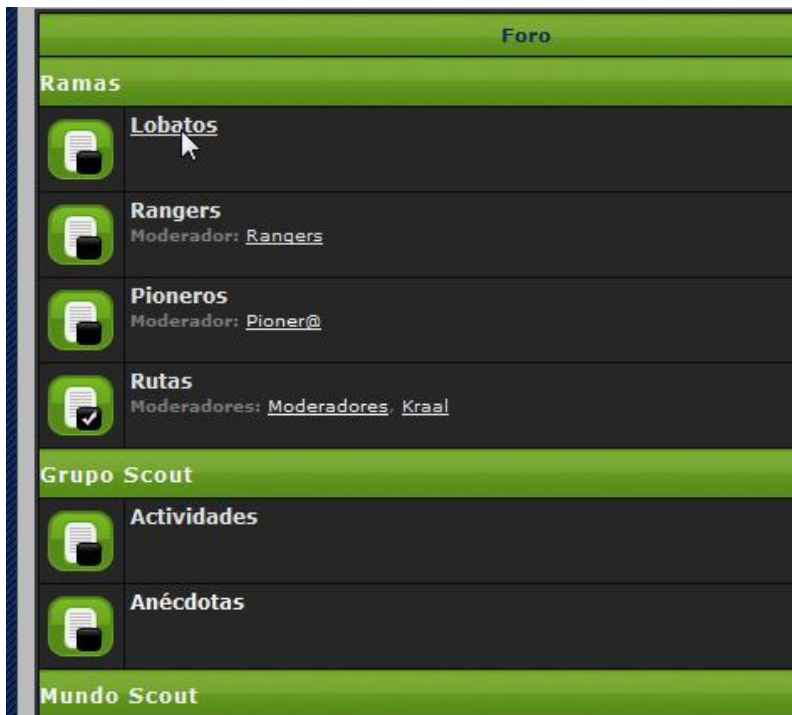 Foro
Ramas
Lobatos
Rangers
Moderador: Rangers
Pioneros
Moderador: Pioner@
Rutas
Moderadores: Moderadores, Kraal
Grupo Scout
Actividades
Anécdotas
Mundo Scout